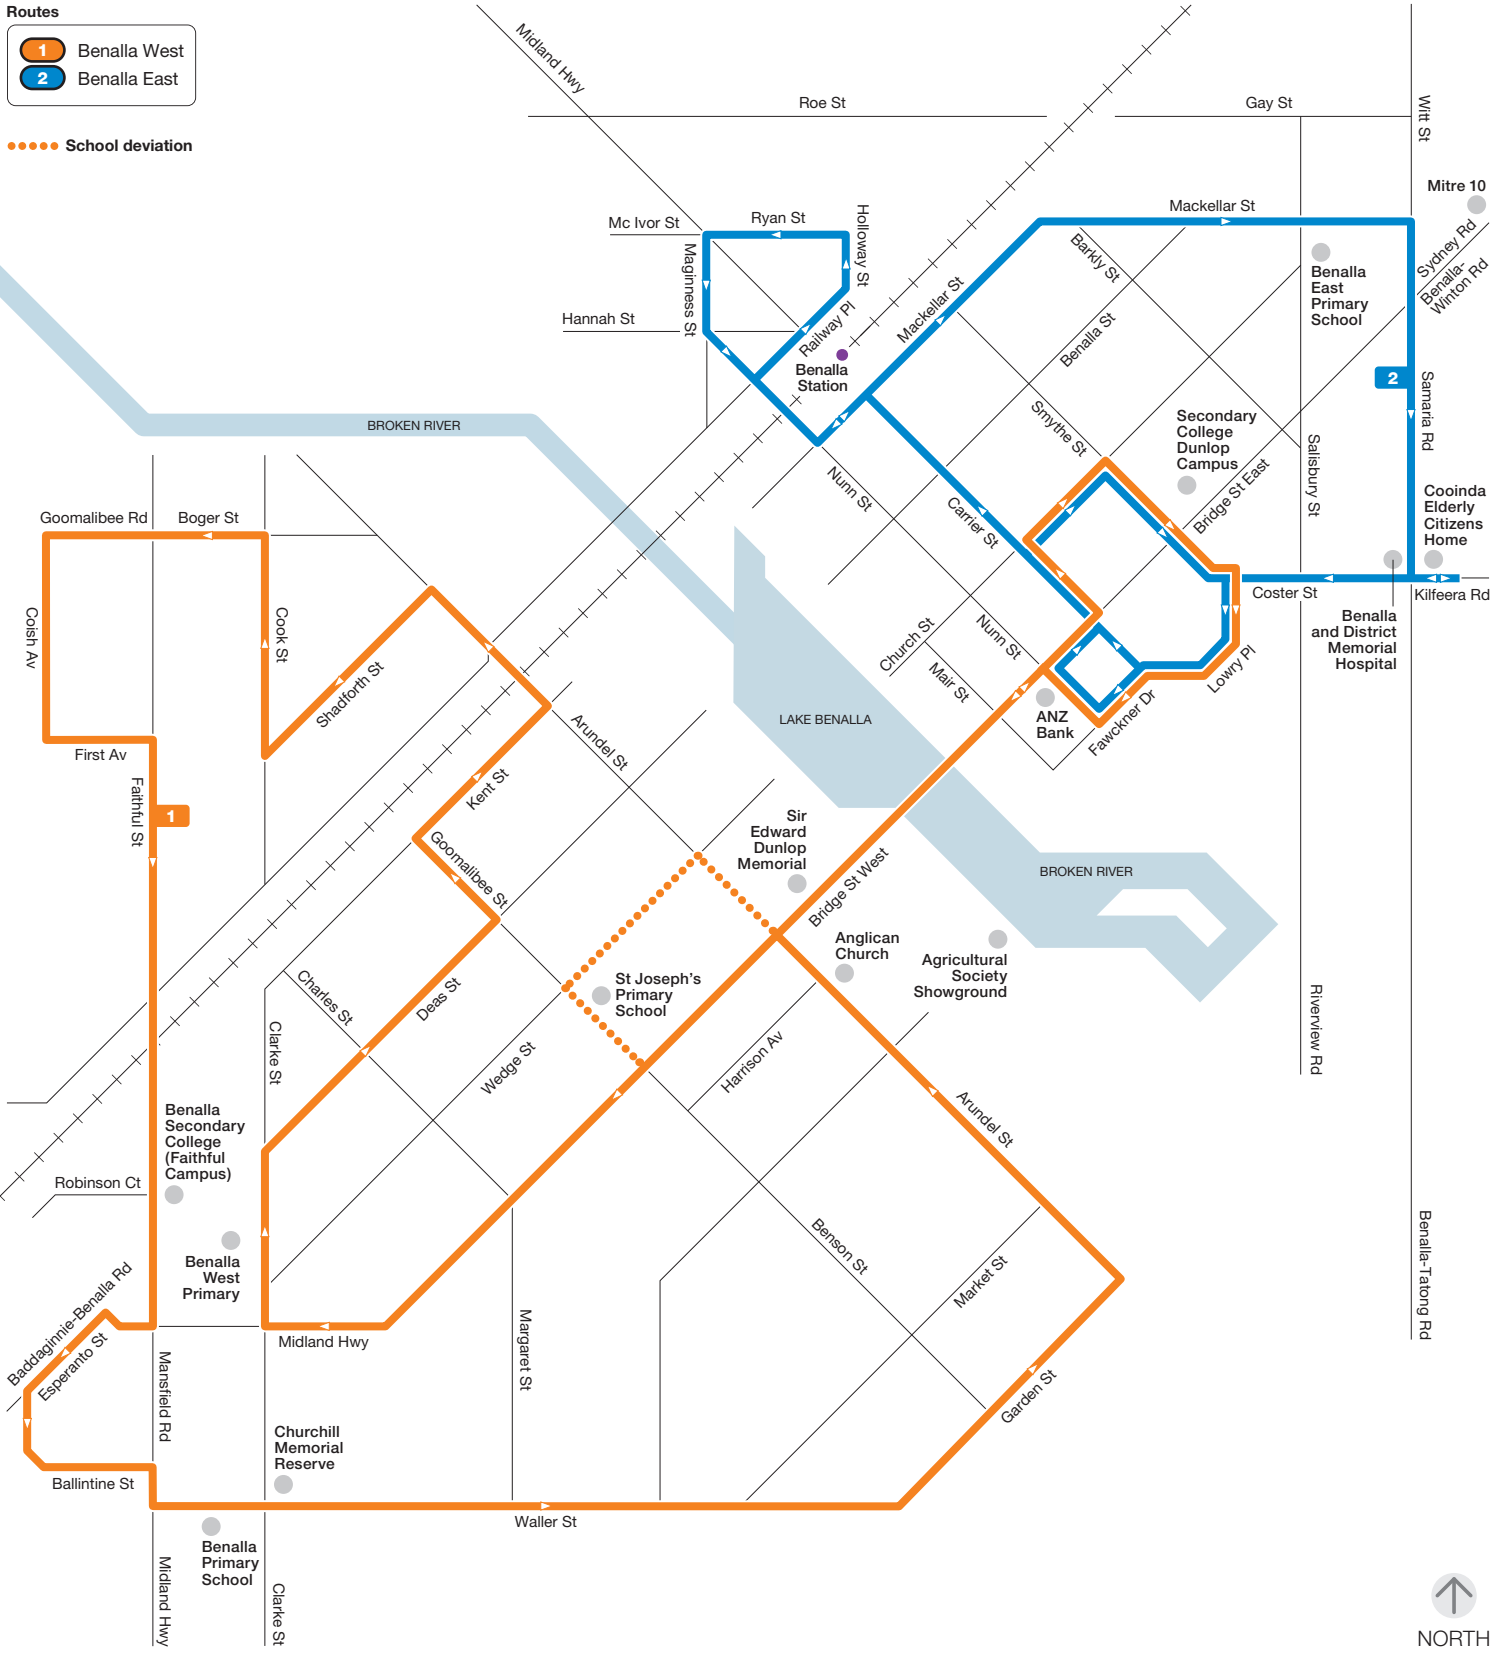 Routes
1 Benalla West
2 Benalla East
School deviation
Midland Hwy
Roe St
Gay St
Witt St
Mitre 10
Mc Ivor St
Ryan St
Holloway St
Mackellar St
Sydney Rd
Benalla-
Winton Rd
Maginness St
Barkly St
Benalla
East
Primary
School
Hannah St
Railway Pl
Mackellar St
Benalla St
Benalla
Station
2
Samaria Rd
Smythe St
Secondary
College
Dunlop
Campus
Salisbury St
BROKEN RIVER
Nunn St
Carrier St
Bridge St East
Cooinda
Elderly
Citizens
Home
Goomalibee Rd
Boger St
Coster St
Kilfeera Rd
Benalla
and District
Memorial
Hospital
Coish Av
Cook St
Shadforth St
Church St
Nunn St
Mair St
Lowry Pl
Fawckner Dr
ANZ
Bank
LAKE BENALLA
First Av
Faithful St
1
Arundel St
Kent St
Goomalibee St
Sir
Edward
Dunlop
Memorial
Bridge St West
BROKEN RIVER
Anglican
Church
Agricultural
Society
Showground
St Joseph's
Primary
School
Charles St
Deas St
Clarke St
Wedge St
Harrison Av
Riverview Rd
Arundel St
Benalla
Secondary
College
(Faithful
Campus)
Robinson Ct
Benalla
West
Primary
Benson St
Market St
Benalla-Tatong Rd
Baddaginnie-Benalla Rd
Esperanto St
Midland Hwy
Margaret St
Mansfield Rd
Garden St
Churchill
Memorial
Reserve
Ballintine St
Waller St
Benalla
Primary
School
Midland Hwy
Clarke St
NORTH